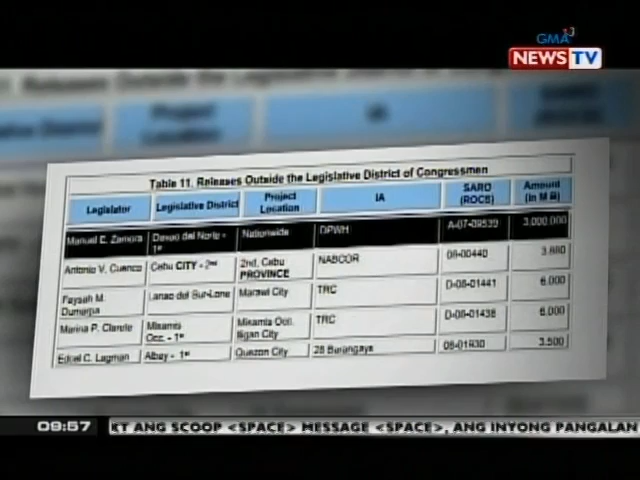 GMA
NEWS TV
Table 11. Releases Outside the Legislative District of Congressmen
Legislator Legislative District Project Location IA SARO (ROCS) Amount (in M ₱)
Manuel E. Zamora Davao del Norte - 1st Nationwide DPWH A-07-09539 3,000.000
Antonio V. Cuenco Cebu CITY - 2nd 2nd, Cebu PROVINCE NABCOR 08-00440
Faysah M. Lanao del Sur-Lone Marawi City TRC D-08-01441 6.000
Marina P. Clarete Misamis Occ. - 1st Misamis Occ. Iligan City TRC D-08-01438 6.000
Edcel C. Lagman Albay - 1st Quezon City 28 Barangays 08-01930 3.500
09:57 KT ANG SCOOP <SPACE> MESSAGE <SPACE>, ANG INYONG PANGALAN